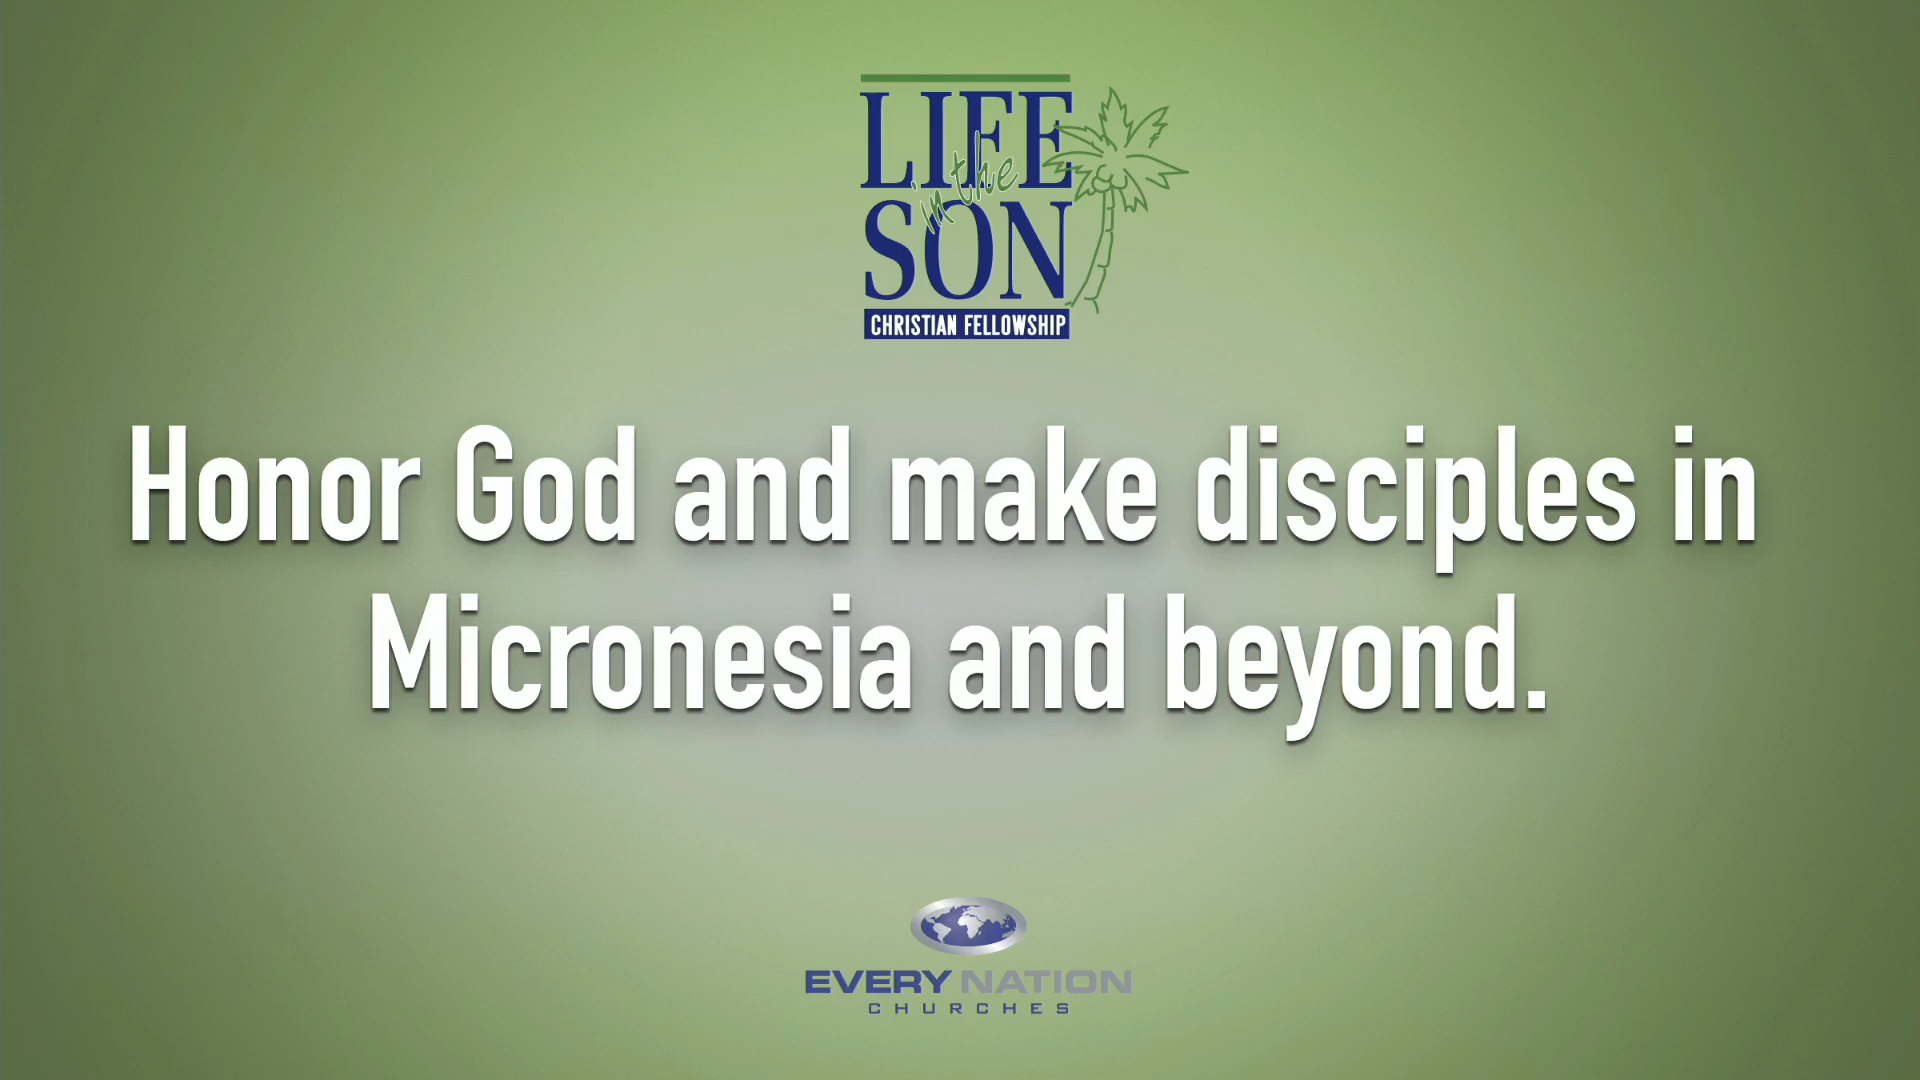 LIFE
in the
SON
CHRISTIAN FELLOWSHIP
Honor God and make disciples in
Micronesia and beyond.
EVERY NATION
CHURCHES